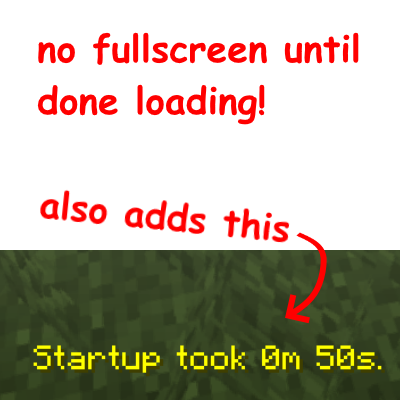 no fullscreen until
done loading!
also adds this
Startup took 0m 50s.